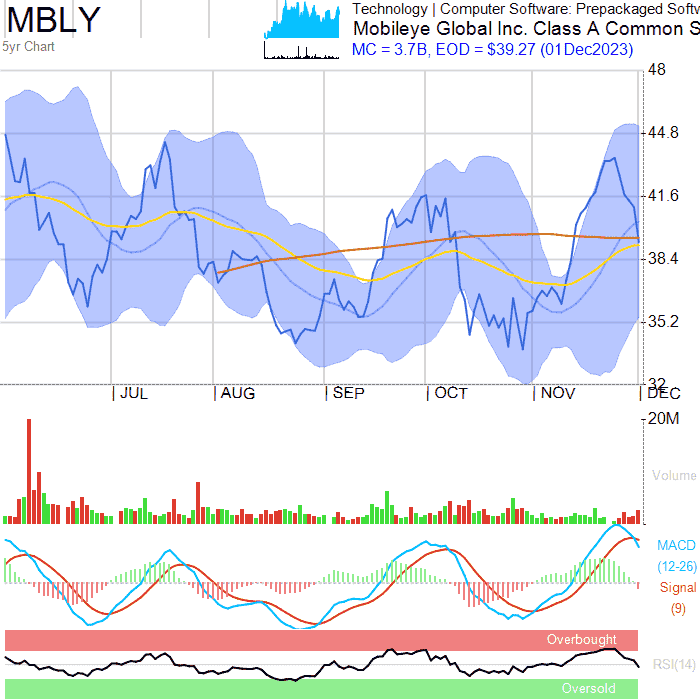 MBLY
5yr Chart
Technology | Computer Software: Prepackaged Softw
Mobileye Global Inc. Class A Common S
MC = 3.7B, EOD = $39.27 (01Dec2023)
48
44.8
41.6
38.4
35.2
32
JUL
AUG
SEP
OCT
NOV
DEC
20M
Volume
MACD
(12-26)
Signal
(9)
Overbought
RSI(14)
Oversold